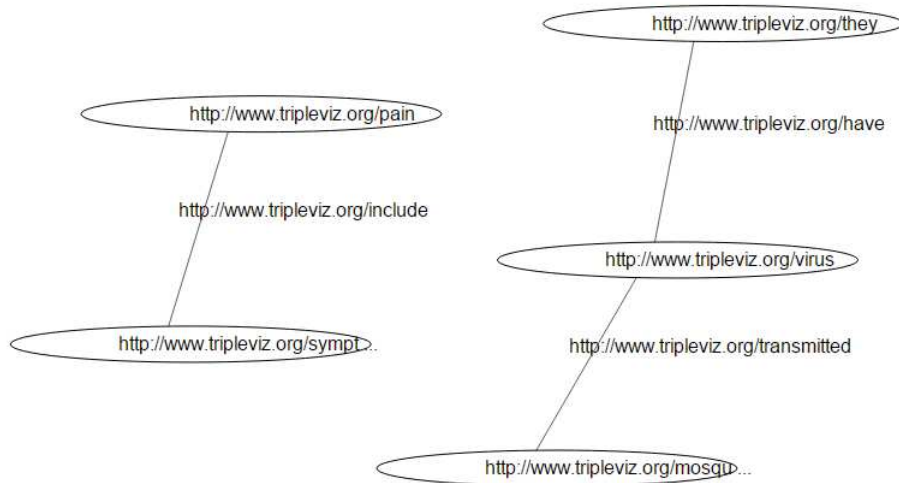 http://www.tripleviz.org/they
http://www.tripleviz.org/pain
http://www.tripleviz.org/have
http://www.tripleviz.org/include
http://www.tripleviz.org/virus
http://www.tripleviz.org/sympt ...
http://www.tripleviz.org/transmitted
http://www.tripleviz.org/mosqu ...